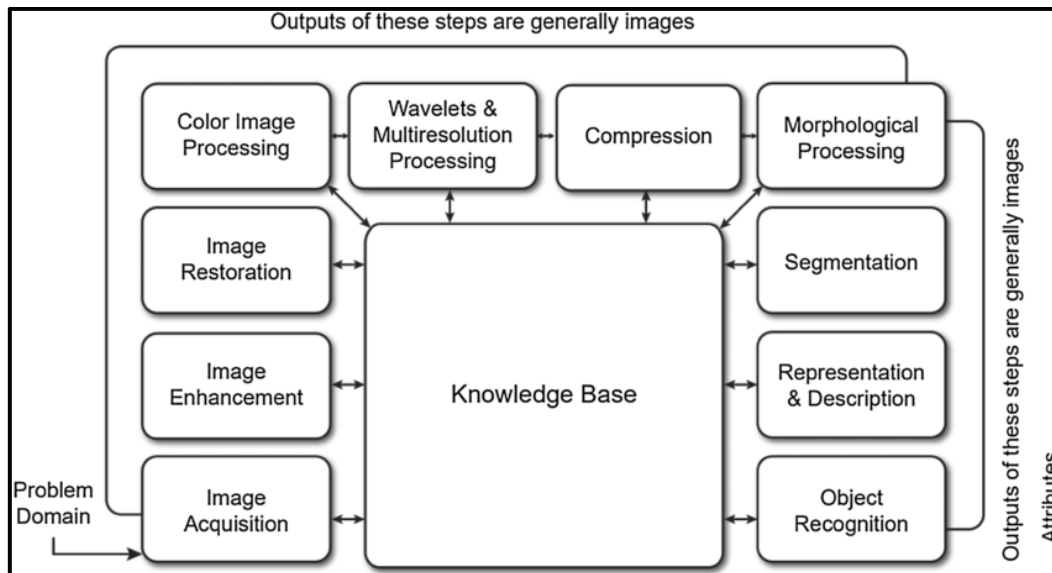 Outputs of these steps are generally images
Color Image
Processing
Wavelets &
Multiresolution
Processing
Compression
Morphological
Processing
Image
Restoration
Segmentation
Image
Enhancement
Knowledge Base
Representation
& Description
Problem
Domain
Image
Acquisition
Object
Recognition
Outputs of these steps are generally images
Attributes